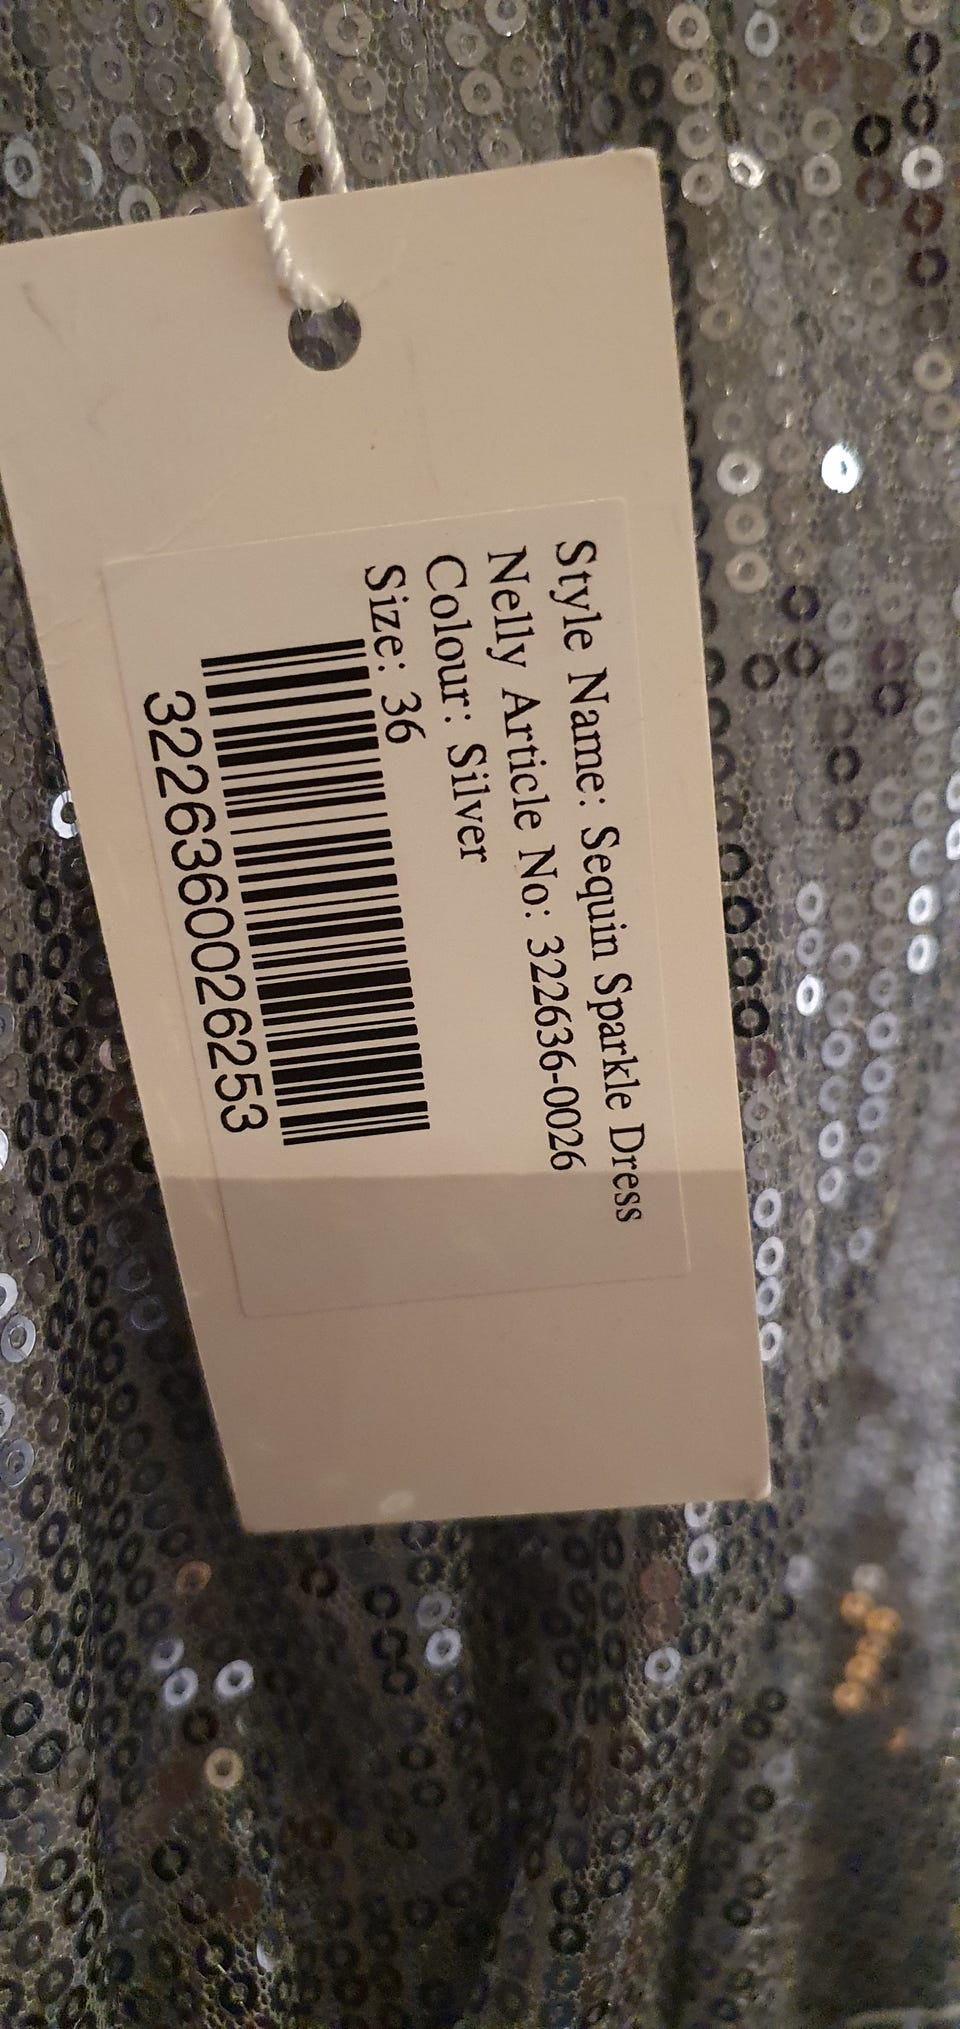 Style Name: Sequin Sparkle Dress
Nelly Article No: 322636-0026
Colour: Silver
Size: 36
3226360026253